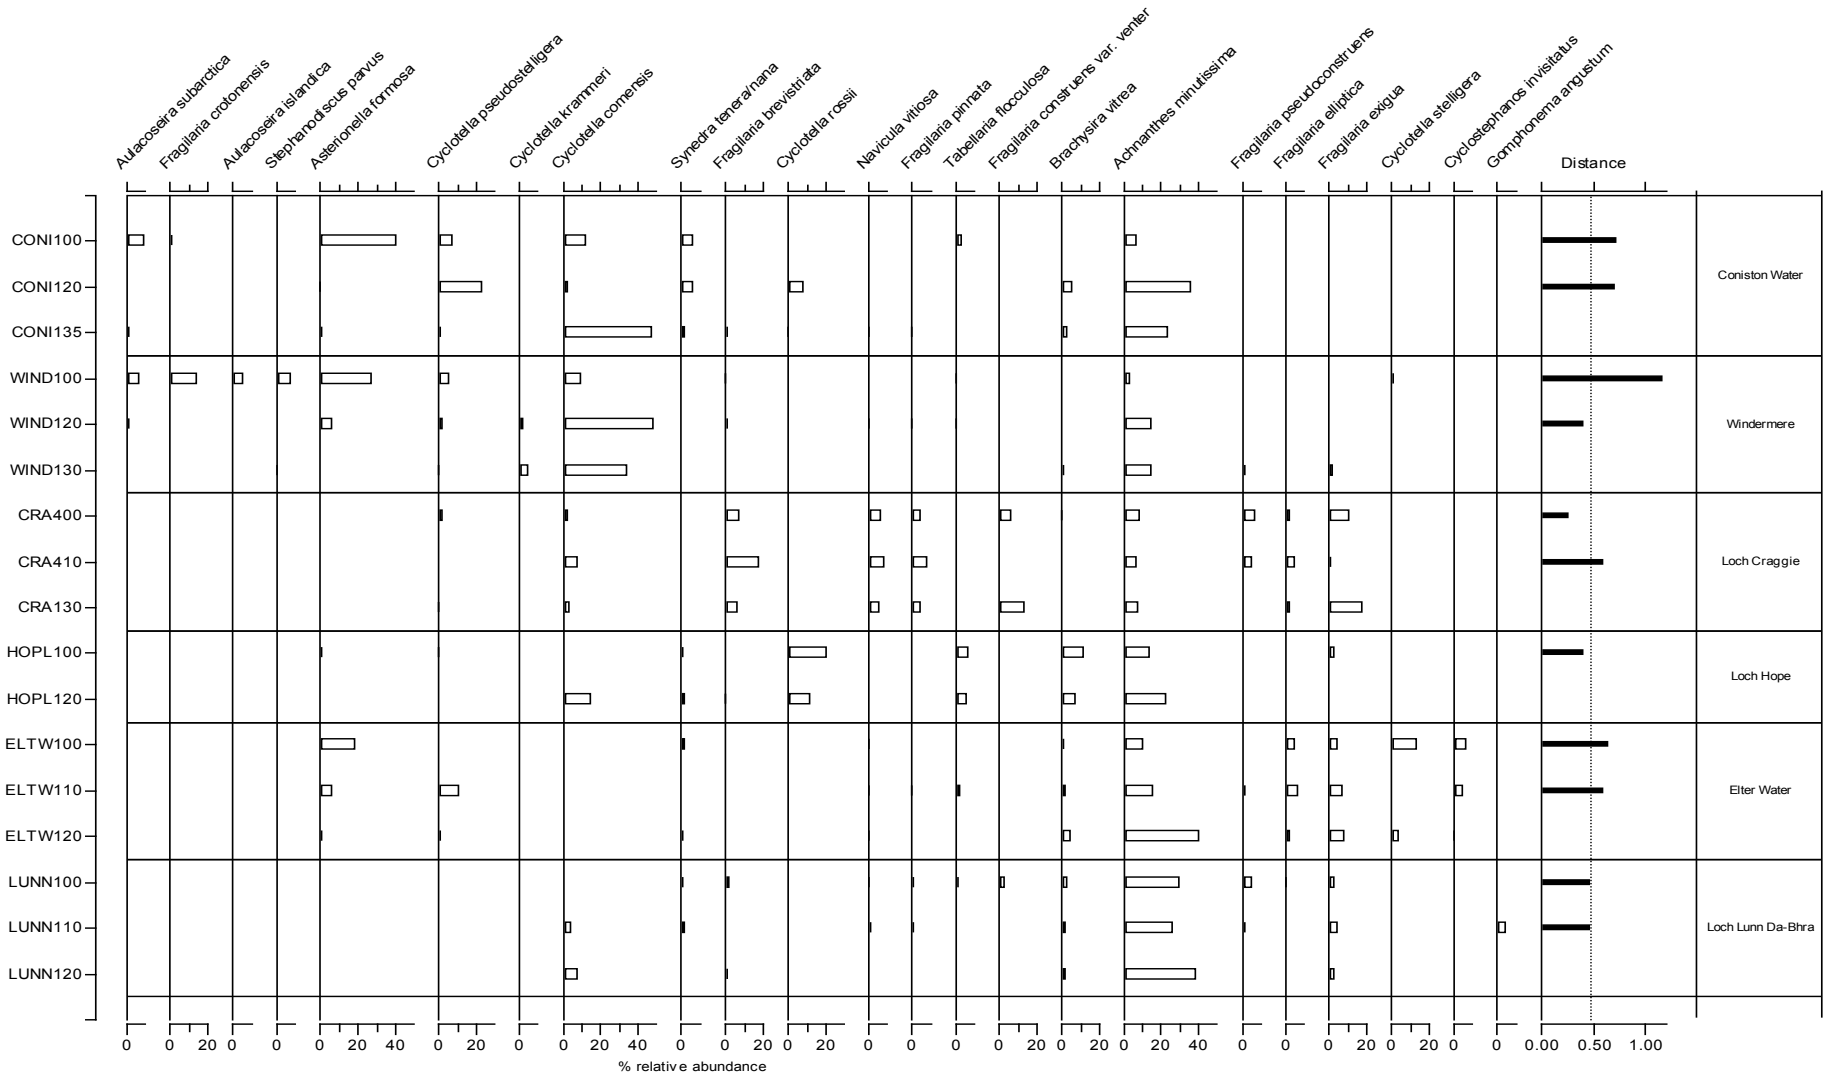 Aulacoseira subarctica
Fragilaria crotonensis
Aulacoseira islandica
Stephanodiscus parvus
Asterionella formosa
Cyclotella pseudostelligera
Cyclotella krammeri
Cyclotella comensis
Synedra tenera/nana
Fragilaria brevistriata
Cyclotella rossii
Navicula vitiosa
Fragilaria pinnata
Tabellaria flocculosa
Fragilaria construens var. venter
Brachysira vitrea
Achnanthes minutissima
Fragilaria pseudoconstruens
Fragilaria elliptica
Fragilaria exigua
Cyclotella stelligera
Cyclostephanos invisitatus
Gomphonema angustum
Distance
CONI100
CONI120
Coniston Water
CONI135
WIND100
WIND120
Windermere
WIND130
CRA400
CRA410
Loch Craggie
CRA130
HOPL100
Loch Hope
HOPL120
ELTW100
ELTW110
Elter Water
ELTW120
LUNN100
LUNN110
Loch Lunn Da-Bhra
LUNN120
0 0 20 0 0 0 20 40 0 20 0 0 20 40 0 0 20 0 20 0 0 20 0 0 20 0 20 0 20 40 0 0 0 20 0 20 0 0 0.00 0.50 1.00
% relative abundance